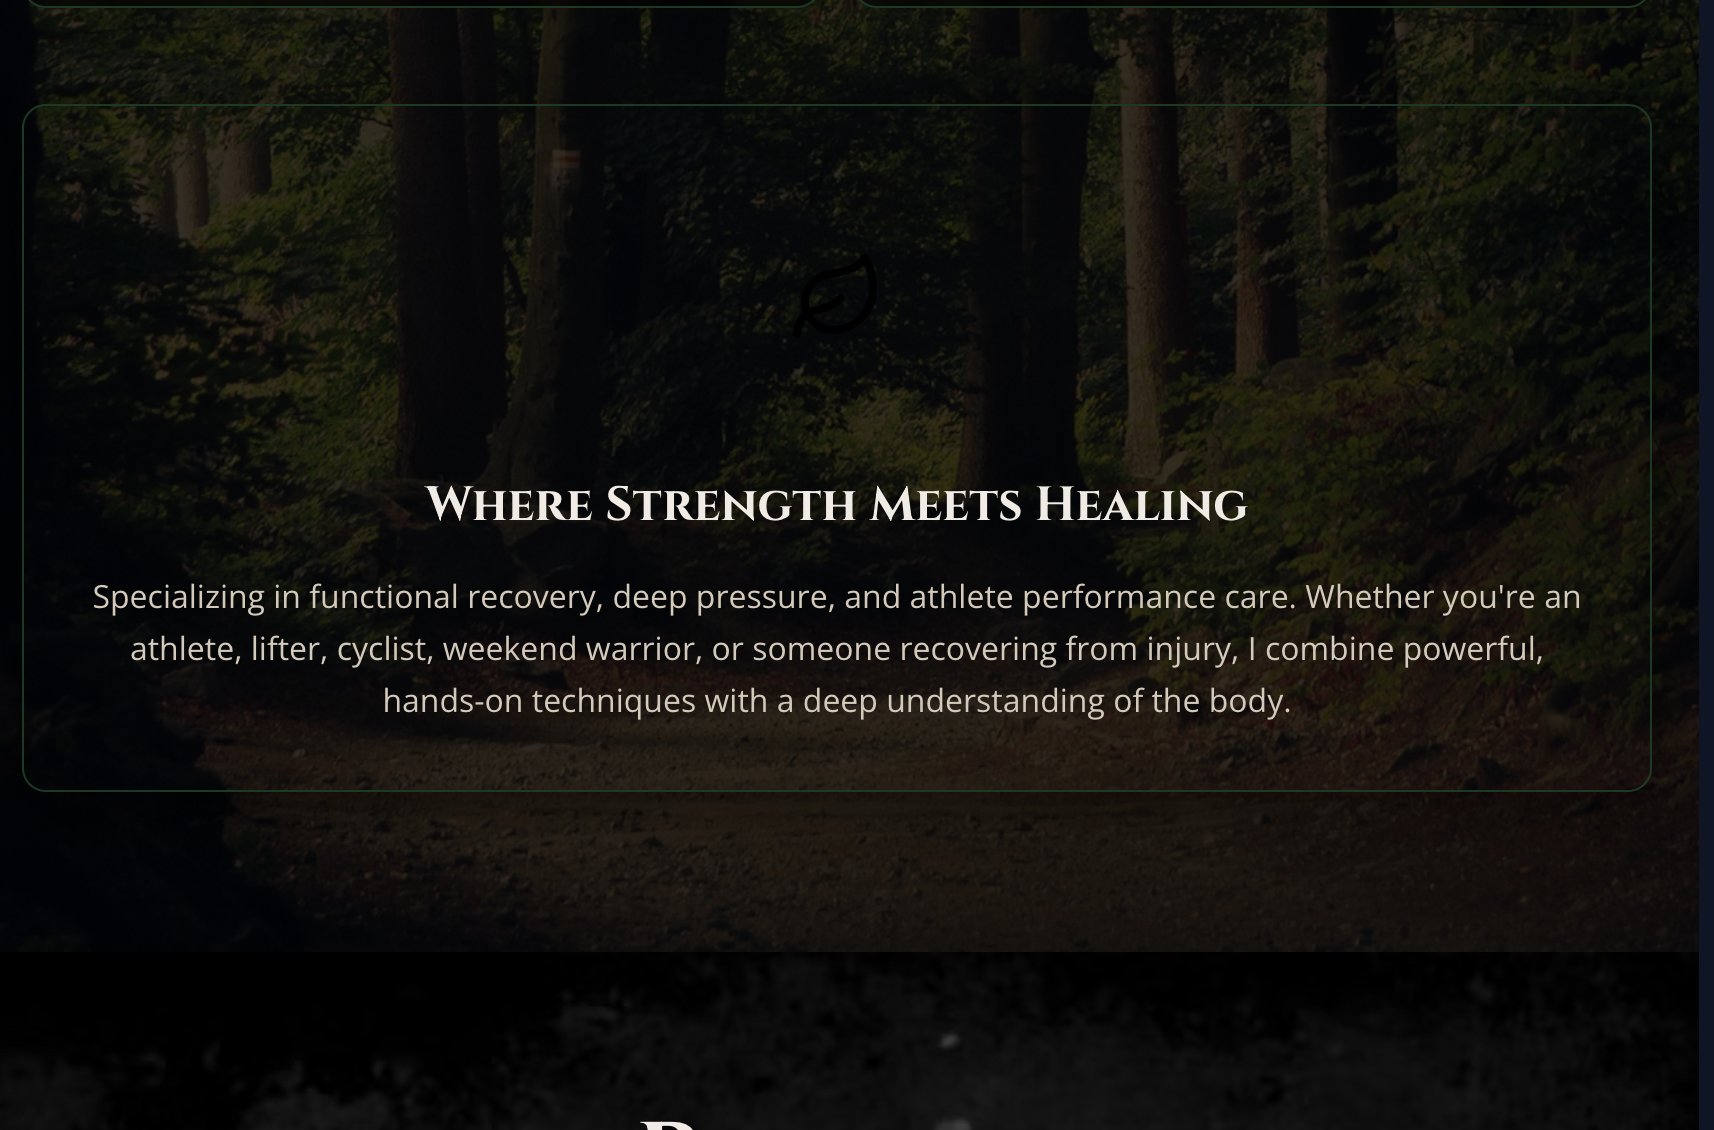 Where Strength Meets Healing
Specializing in functional recovery, deep pressure, and athlete performance care. Whether you're an
athlete, lifter, cyclist, weekend warrior, or someone recovering from injury, I combine powerful,
hands-on techniques with a deep understanding of the body.